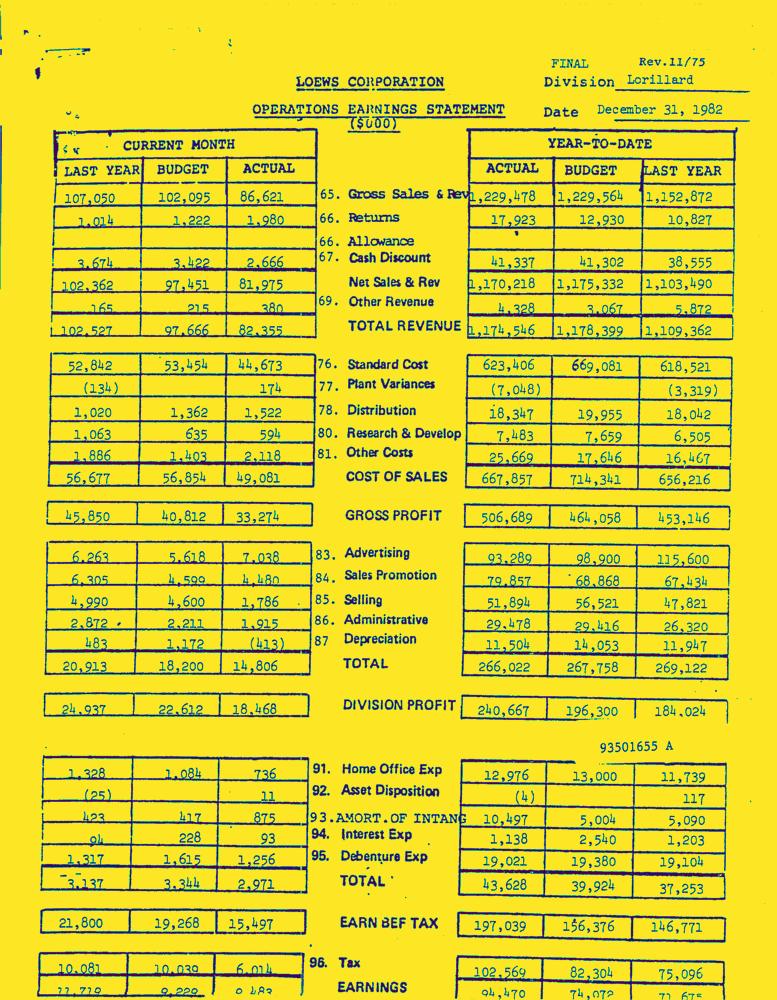 FINAL Rev.11/75
LOEWS CORPORATION Division Lorillard
OPERATIONS EARNINGS STATEMENT Date December 31, 1982
($000)
CURRENT MONTH YEAR-TO-DATE
LAST YEAR BUDGET ACTUAL ACTUAL BUDGET LAST YEAR
107,050 102,095 86,621 65. Gross Sales & Rev 1,229,478 1,229,564 1,152,872
1,014 1,222 1,980 66. Returns 17,923 12,930 10,827
66. Allowance
3,674 3,422 2,666 67. Cash Discount 41,337 41,302 38,555
102,362 97,451 81,975 Net Sales & Rev 1,170,218 1,175,332 1,103,490
165 215 380 69. Other Revenue 4,328 3,067 5,872
102,527 97,666 82,355 TOTAL REVENUE 1,174,546 1,178,399 1,109,362
52,842 53,454 44,673 76. Standard Cost 623,406 669,081 618,521
(134) 174 77. Plant Variances (7,048) (3,319)
1,020 1,362 1,522 78. Distribution 18,347 19,955 18,042
1,063 635 594 80. Research & Develop 7,483 7,659 6,505
1,886 1,403 2,118 81. Other Costs 25,669 17,646 16,467
56,677 56,854 49,081 COST OF SALES 667,857 714,341 656,216
45,850 40,812 33,274 GROSS PROFIT 506,689 464,058 453,146
6,263 5,618 7,038 83. Advertising 93,289 98,900 115,600
6,305 4,599 4,480 84. Sales Promotion 79,857 68,868 67,434
4,990 4,600 1,786 85. Selling 51,894 56,521 47,821
2,872 2,211 1,915 86. Administrative 29,478 29,416 26,320
483 1,172 (413) 87 Depreciation 11,504 14,053 11,947
20,913 18,200 14,806 TOTAL 266,022 267,758 269,122
24,937 22,612 18,468 DIVISION PROFIT 240,667 196,300 184,024
93501655 A
1,328 1,084 736 91. Home Office Exp 12,976 13,000 11,739
(25) 11 92. Asset Disposition (4) 117
423 417 875 93.AMORT.OF INTANG 10,497 5,004 5,090
94 228 93 94. Interest Exp 1,138 2,540 1,203
1,317 1,615 1,256 95. Debenture Exp 19,021 19,380 19,104
3,137 3,344 2,971 TOTAL 43,628 39,924 37,253
21,800 19,268 15,497 EARN BEF TAX 197,039 156,376 146,771
10,081 10,039 6,014 96. Tax 102,569 82,304 75,096
11,719 9,229 9,483 EARNINGS 94,470 74,072 71,675